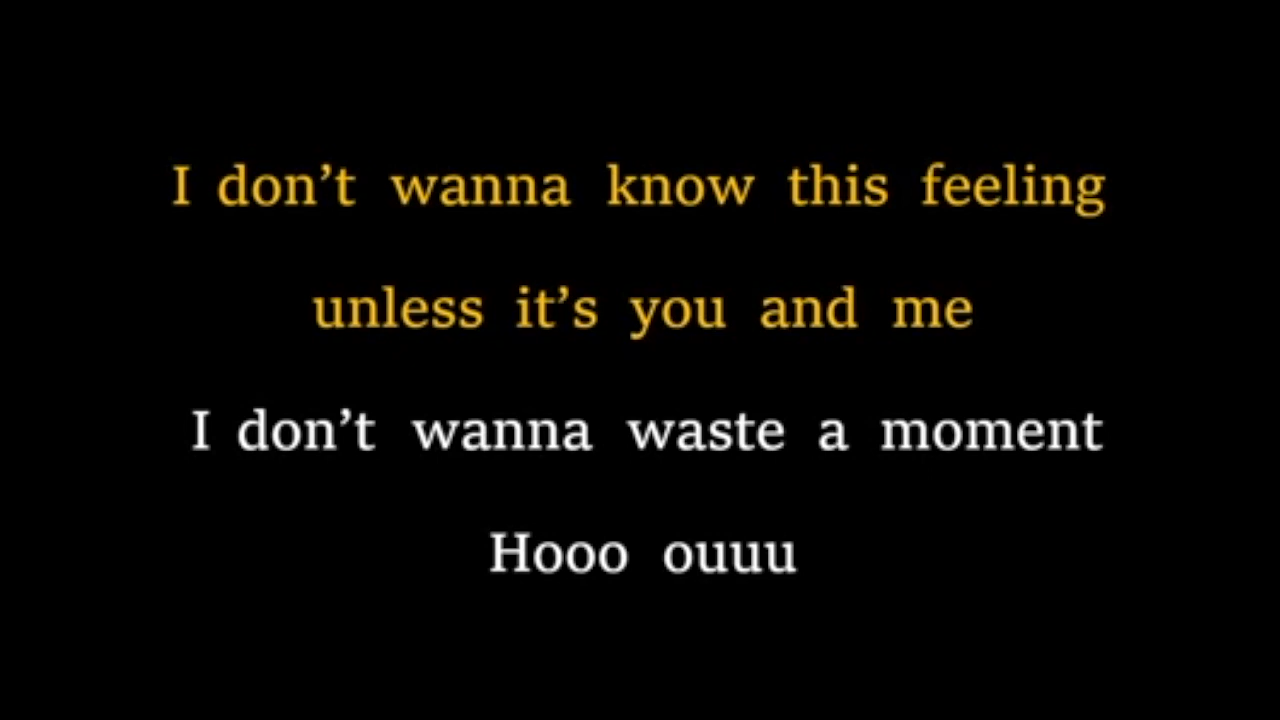 I don’t wanna know this feeling
unless it’s you and me
I don’t wanna waste a moment
Hooo ouuu